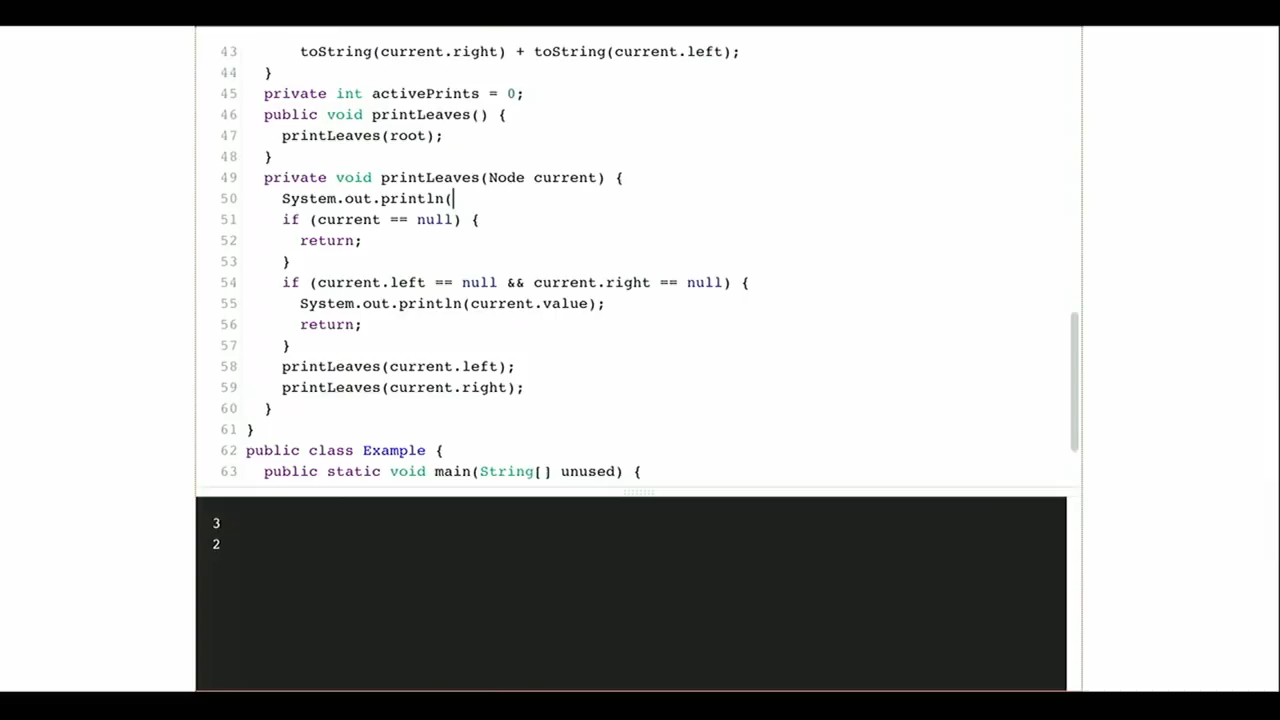 43 toString(current.right) + toString(current.left);
44 }
45 private int activePrints = 0;
46 public void printLeaves() {
47 printLeaves(root);
48 }
49 private void printLeaves(Node current) {
50 System.out.println(
51 if (current == null) {
52 return;
53 }
54 if (current.left == null && current.right == null) {
55 System.out.println(current.value);
56 return;
57 }
58 printLeaves(current.left);
59 printLeaves(current.right);
60 }
61 }
62 public class Example {
63 public static void main(String[] unused) {
3
2